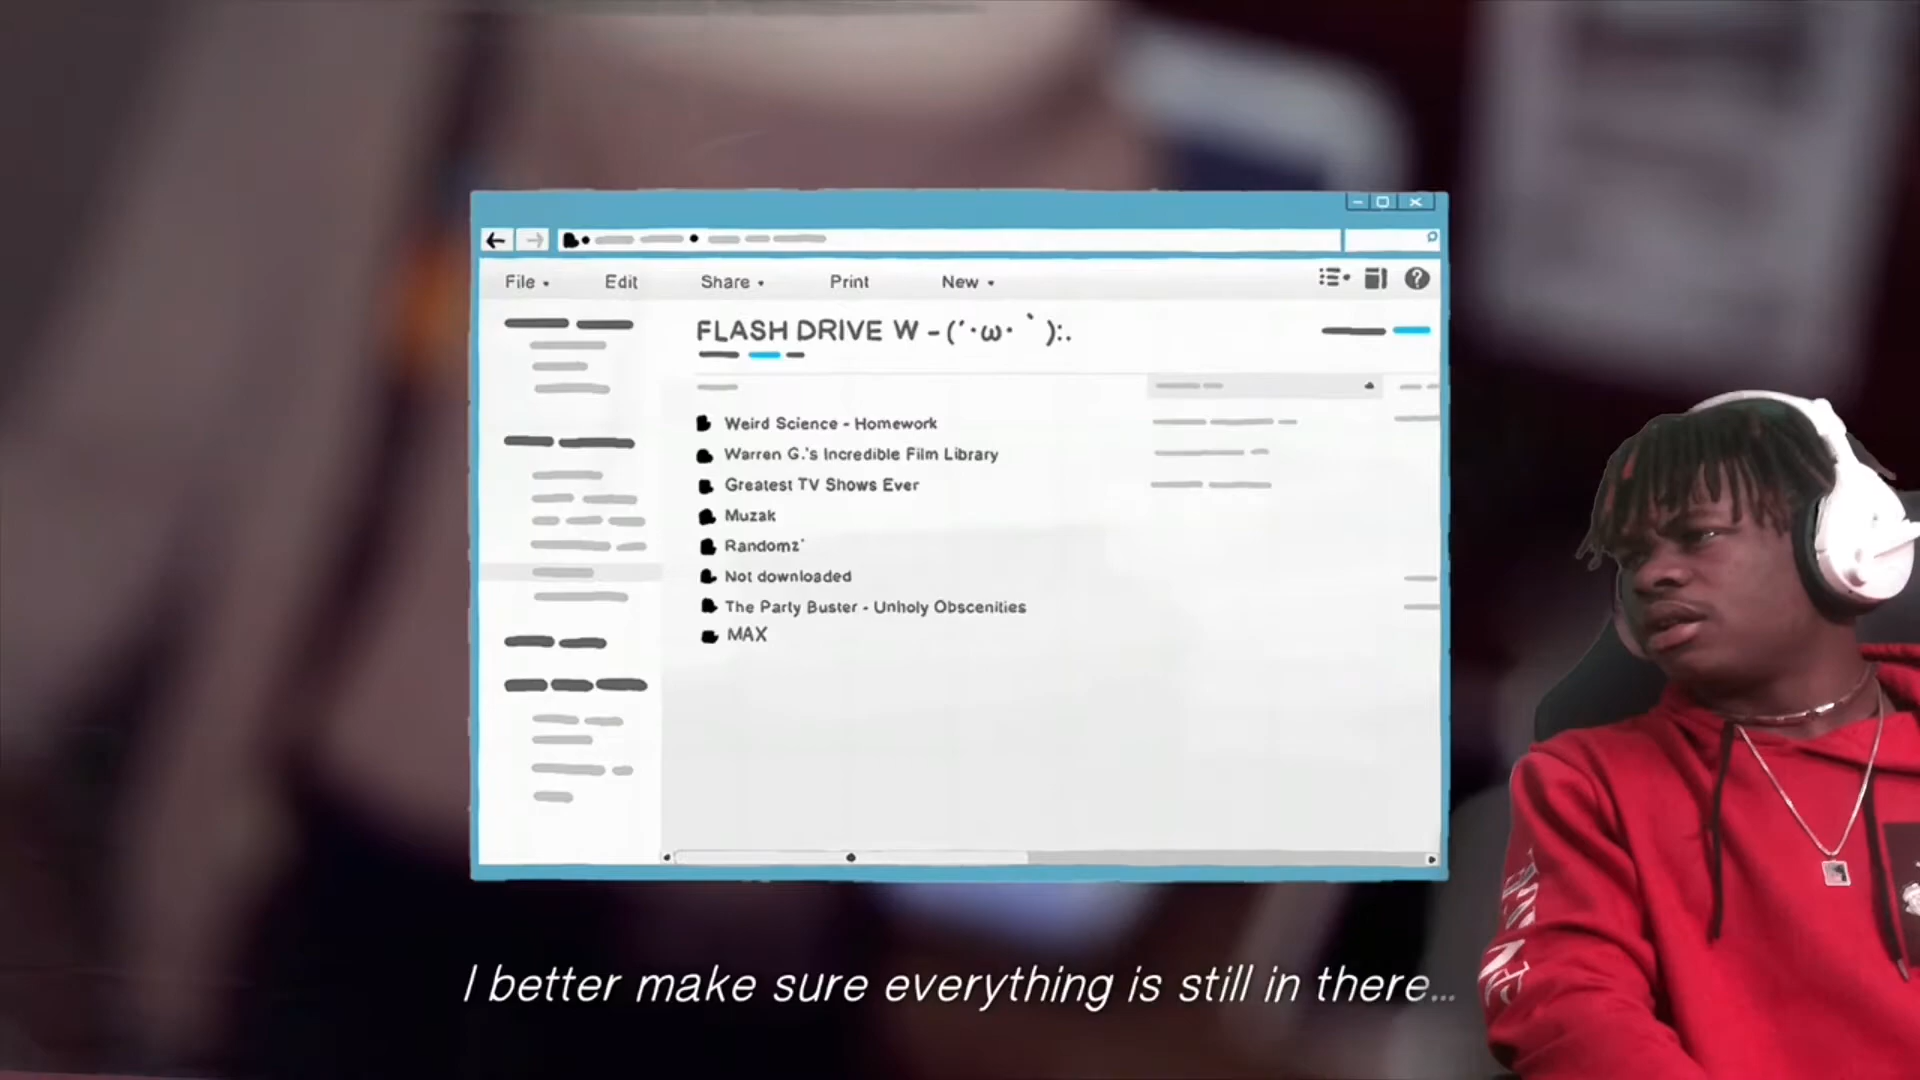 File Edit Share Print New
FLASH DRIVE W - (´･ω･`):.
Weird Science - Homework
Warren G.'s Incredible Film Library
Greatest TV Shows Ever
Muzak
Randomz'
Not downloaded
The Party Buster - Unholy Obscenities
MAX
I better make sure everything is still in there...